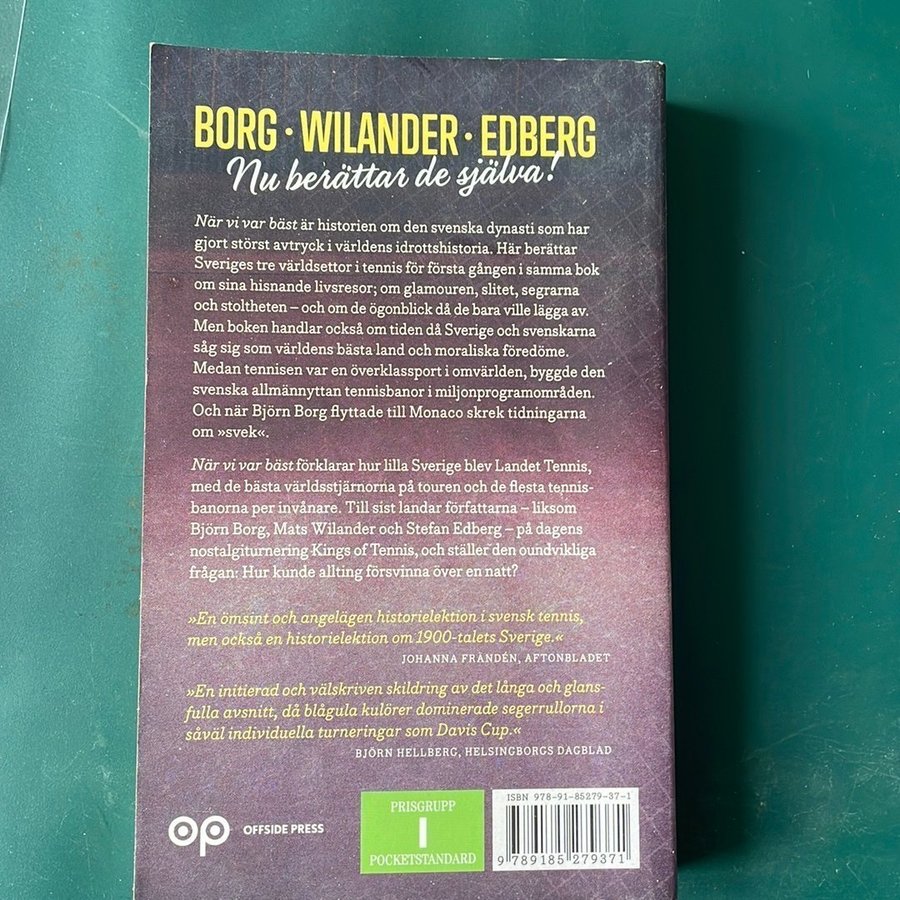 BORG · WILANDER · EDBERG
Nu berättar de själva!
När vi var bäst är historien om den svenska dynasti som har
gjort störst avtryck i världens idrottshistoria. Här berättar
Sveriges tre världsettor i tennis för första gången i samma bok
om sina hisnande livsresor; om glamouren, slitet, segrarna
och stoltheten – och om de ögonblick då de bara ville lägga av.
Men boken handlar också om tiden då Sverige och svenskarna
såg sig som världens bästa land och moraliska föredöme.
Medan tennisen var en överklassport i omvärlden, byggde den
svenska allmännyttan tennisbanor i miljonprogramområden.
Och när Björn Borg flyttade till Monaco skrek tidningarna
om »svek«.
När vi var bäst förklarar hur lilla Sverige blev Landet Tennis,
med de bästa världsstjärnorna på touren och de flesta tennis-
banorna per invånare. Till sist landar författarna – liksom
Björn Borg, Mats Wilander och Stefan Edberg – på dagens
nostalgiturnering Kings of Tennis, och ställer den oundvikliga
frågan: Hur kunde allting försvinna över en natt?
»En ömsint och angelägen historielektion i svensk tennis,
men också en historielektion om 1900-talets Sverige.«
JOHANNA FRÄNDÉN, AFTONBLADET
»En initierad och välskriven skildring av det långa och glans-
fulla avsnitt, då blågula kulörer dominerade segerrullorna i
såväl individuella turneringar som Davis Cup.«
BJÖRN HELLBERG, HELSINGBORGS DAGBLAD
op OFFSIDE PRESS
PRISGRUPP
I
POCKETSTANDARD
ISBN 978-91-85279-37-1
9 789185 279371